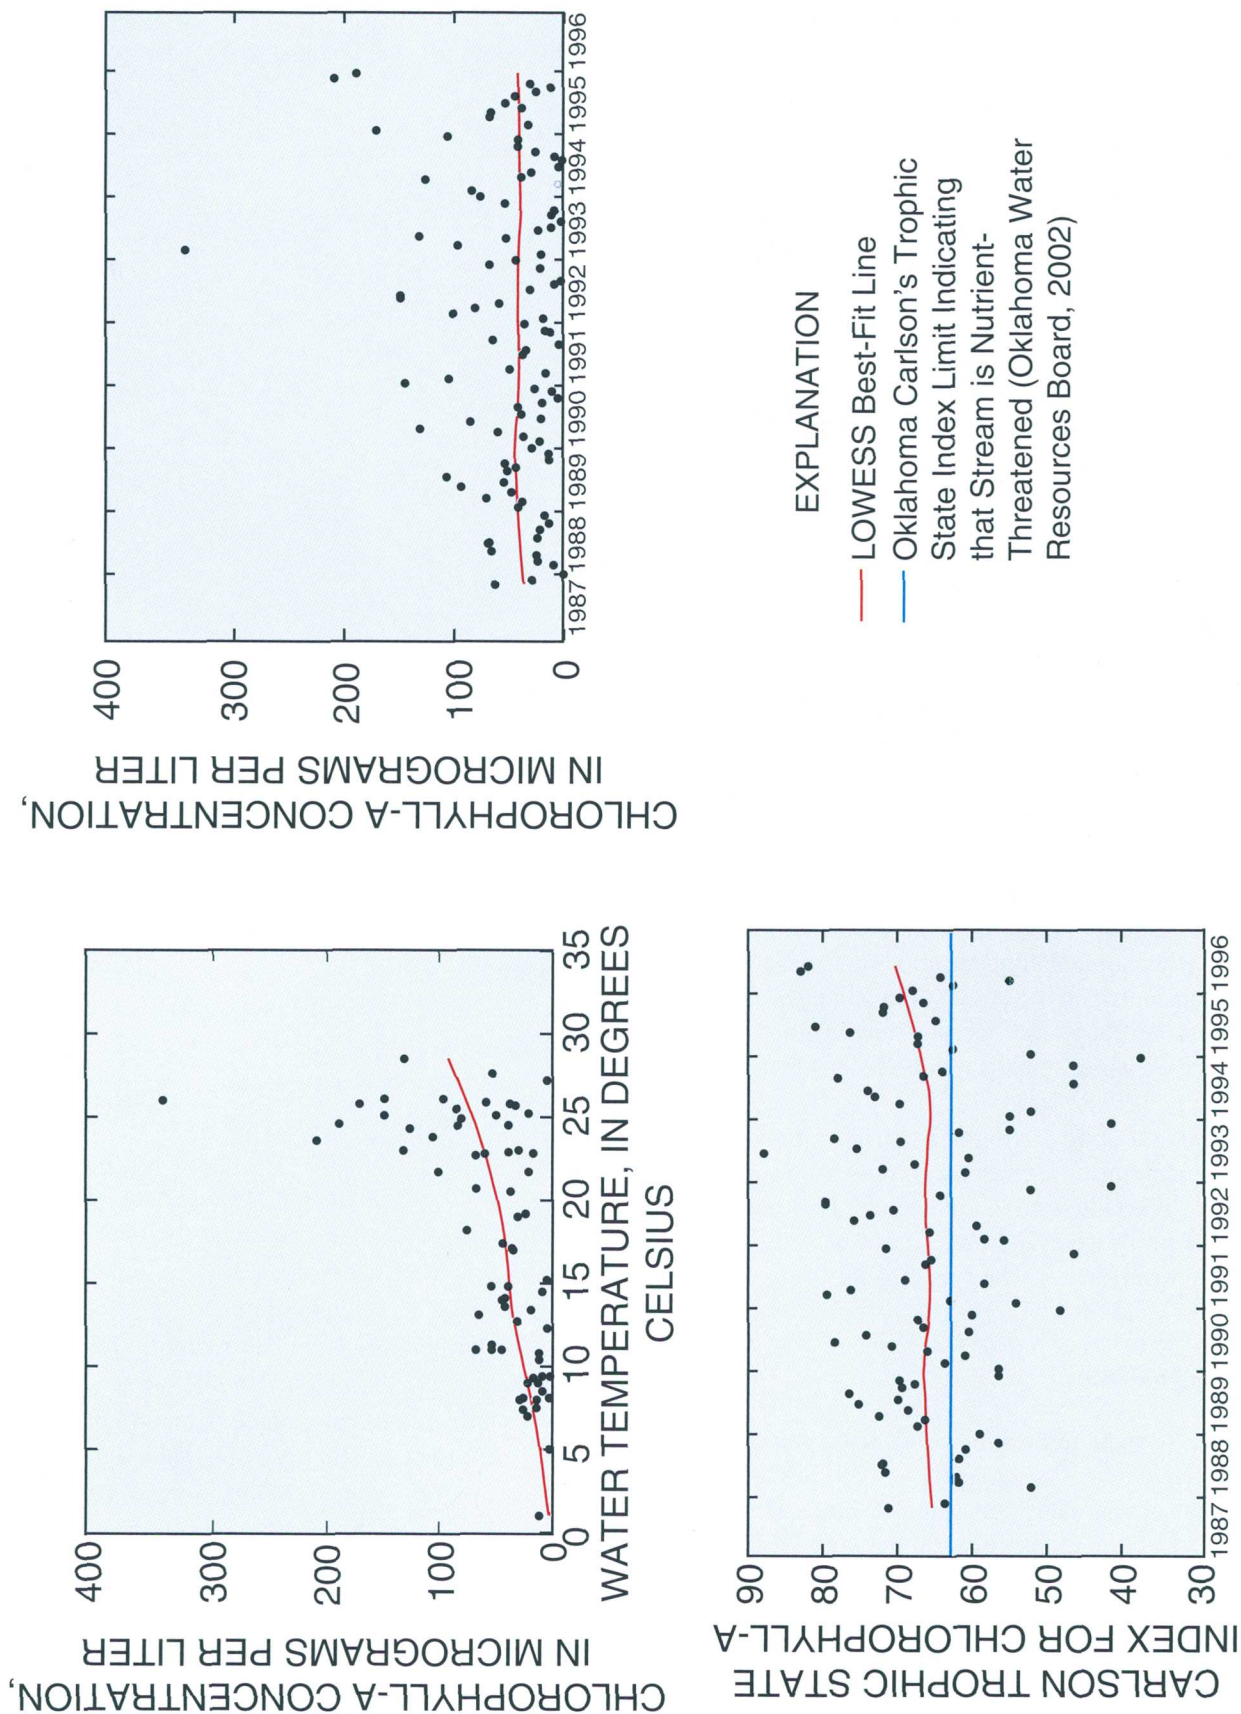 CHLOROPHYLL-A CONCENTRATION,
IN MICROGRAMS PER LITER
400
300
200
100
0
0 5 10 15 20 25 30 35
WATER TEMPERATURE, IN DEGREES
CELSIUS
CHLOROPHYLL-A CONCENTRATION,
IN MICROGRAMS PER LITER
400
300
200
100
0
1987 1988 1989 1990 1991 1992 1993 1994 1995 1996
CARLSON TROPHIC STATE
INDEX FOR CHLOROPHYLL-A
90
80
70
60
50
40
30
1987 1988 1989 1990 1991 1992 1993 1994 1995 1996
EXPLANATION
LOWESS Best-Fit Line
Oklahoma Carlson's Trophic
State Index Limit Indicating
that Stream is Nutrient-
Threatened (Oklahoma Water
Resources Board, 2002)